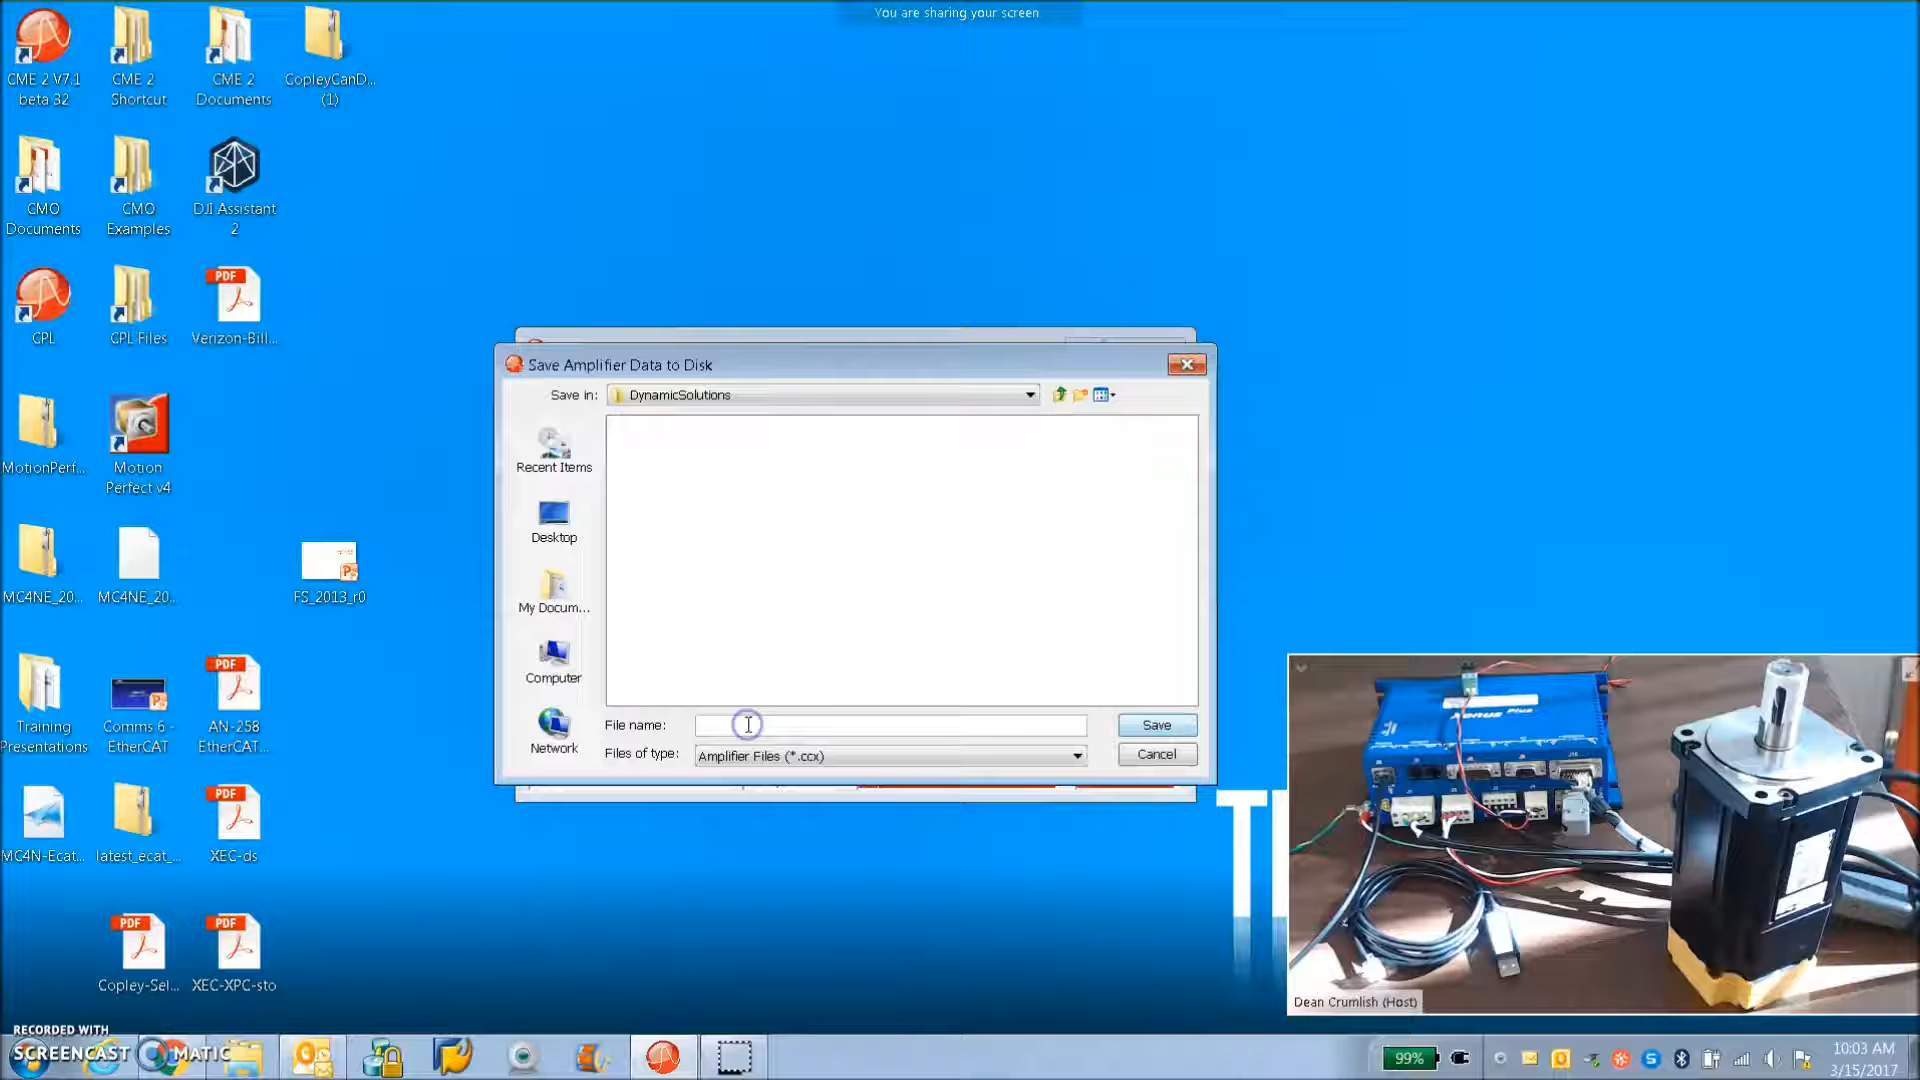 You are sharing your screen
CME 2 V7.1
beta 32
CME 2
Shortcut
CME 2
Documents
CopleyCanD...
(1)
CMO
Documents
CMO
Examples
DJI Assistant
2
CPL
CPL Files
PDF
Verizon-Bill...
MotionPerf...
Motion
Perfect v4
MC4NE_20...
MC4NE_20...
FS_2013_r0
Training
Presentations
Comms 6 -
EtherCAT
PDF
AN-258
EtherCAT...
MC4N-Ecat...
latest_ecat_...
PDF
XEC-ds
PDF
Copley-Sel...
PDF
XEC-XPC-sto
Save Amplifier Data to Disk
Save in:
DynamicSolutions
Recent Items
Desktop
My Docum...
Computer
Network
File name:
Save
Files of type:
Amplifier Files (*.ccx)
Cancel
Plus
Dean Crumlish (Host)
RECORDED WITH
SCREENCAST
MATIC
99%
10:03 AM
3/15/2017